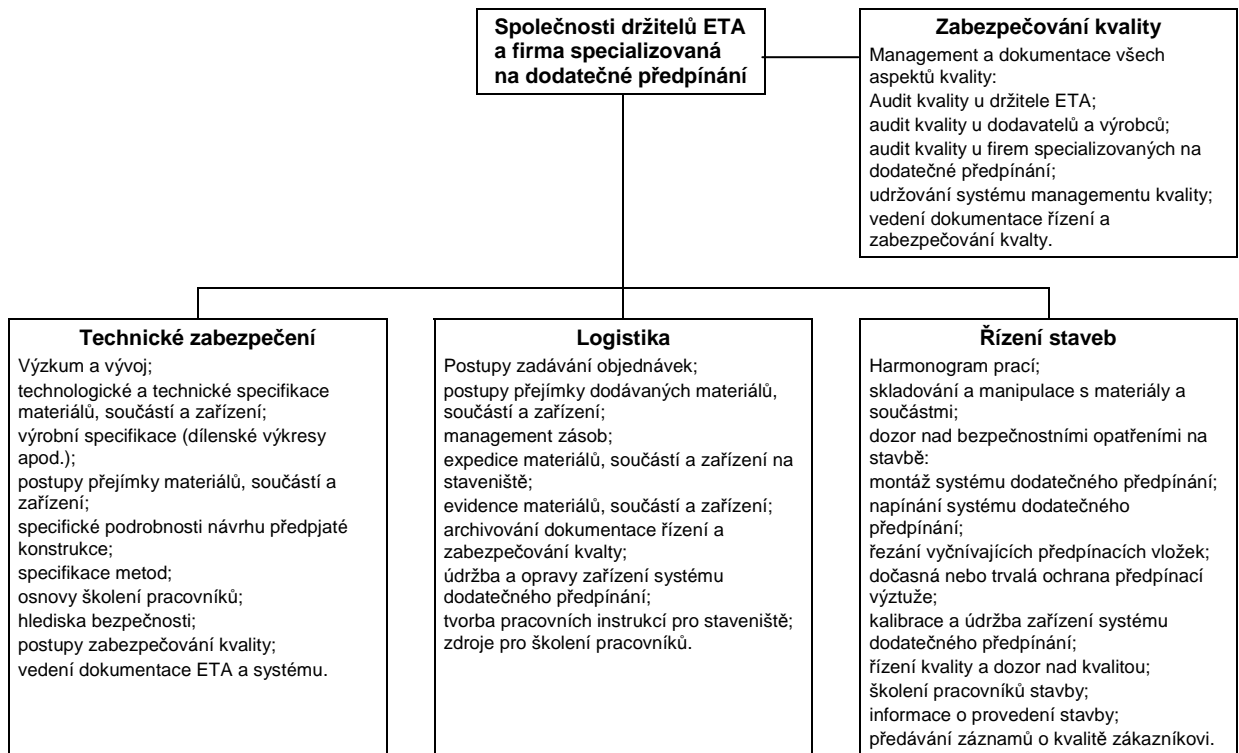 Společnosti držitelů ETA
a firma specializovaná
na dodatečné předpínání
Zabezpečování kvality
Management a dokumentace všech
aspektů kvality:
Audit kvality u držitele ETA;
audit kvality u dodavatelů a výrobců;
audit kvality u firem specializovaných na
dodatečné předpínání;
udržování systému managementu kvality;
vedení dokumentace řízení a
zabezpečování kvalty.
Technické zabezpečení
Výzkum a vývoj;
technologické a technické specifikace
materiálů, součástí a zařízení;
výrobní specifikace (dílenské výkresy
apod.);
postupy přejímky materiálů, součástí a
zařízení;
specifické podrobnosti návrhu předpjaté
konstrukce;
specifikace metod;
osnovy školení pracovníků;
hlediska bezpečnosti;
postupy zabezpečování kvality;
vedení dokumentace ETA a systému.
Logistika
Postupy zadávání objednávek;
postupy přejímky dodávaných materiálů,
součástí a zařízení;
management zásob;
expedice materiálů, součástí a zařízení na
staveniště;
evidence materiálů, součástí a zařízení;
archivování dokumentace řízení a
zabezpečování kvalty;
údržba a opravy zařízení systému
dodatečného předpínání;
tvorba pracovních instrukcí pro staveniště;
zdroje pro školení pracovníků.
Řízení staveb
Harmonogram prací;
skladování a manipulace s materiály a
součástmi;
dozor nad bezpečnostními opatřeními na
stavbě:
montáž systému dodatečného předpínání;
napínání systému dodatečného
předpínání;
řezání vyčnívajících předpínacích vložek;
dočasná nebo trvalá ochrana předpínací
výztuže;
kalibrace a údržba zařízení systému
dodatečného předpínání;
řízení kvality a dozor nad kvalitou;
školení pracovníků stavby;
informace o provedení stavby;
předávání záznamů o kvalitě zákazníkovi.